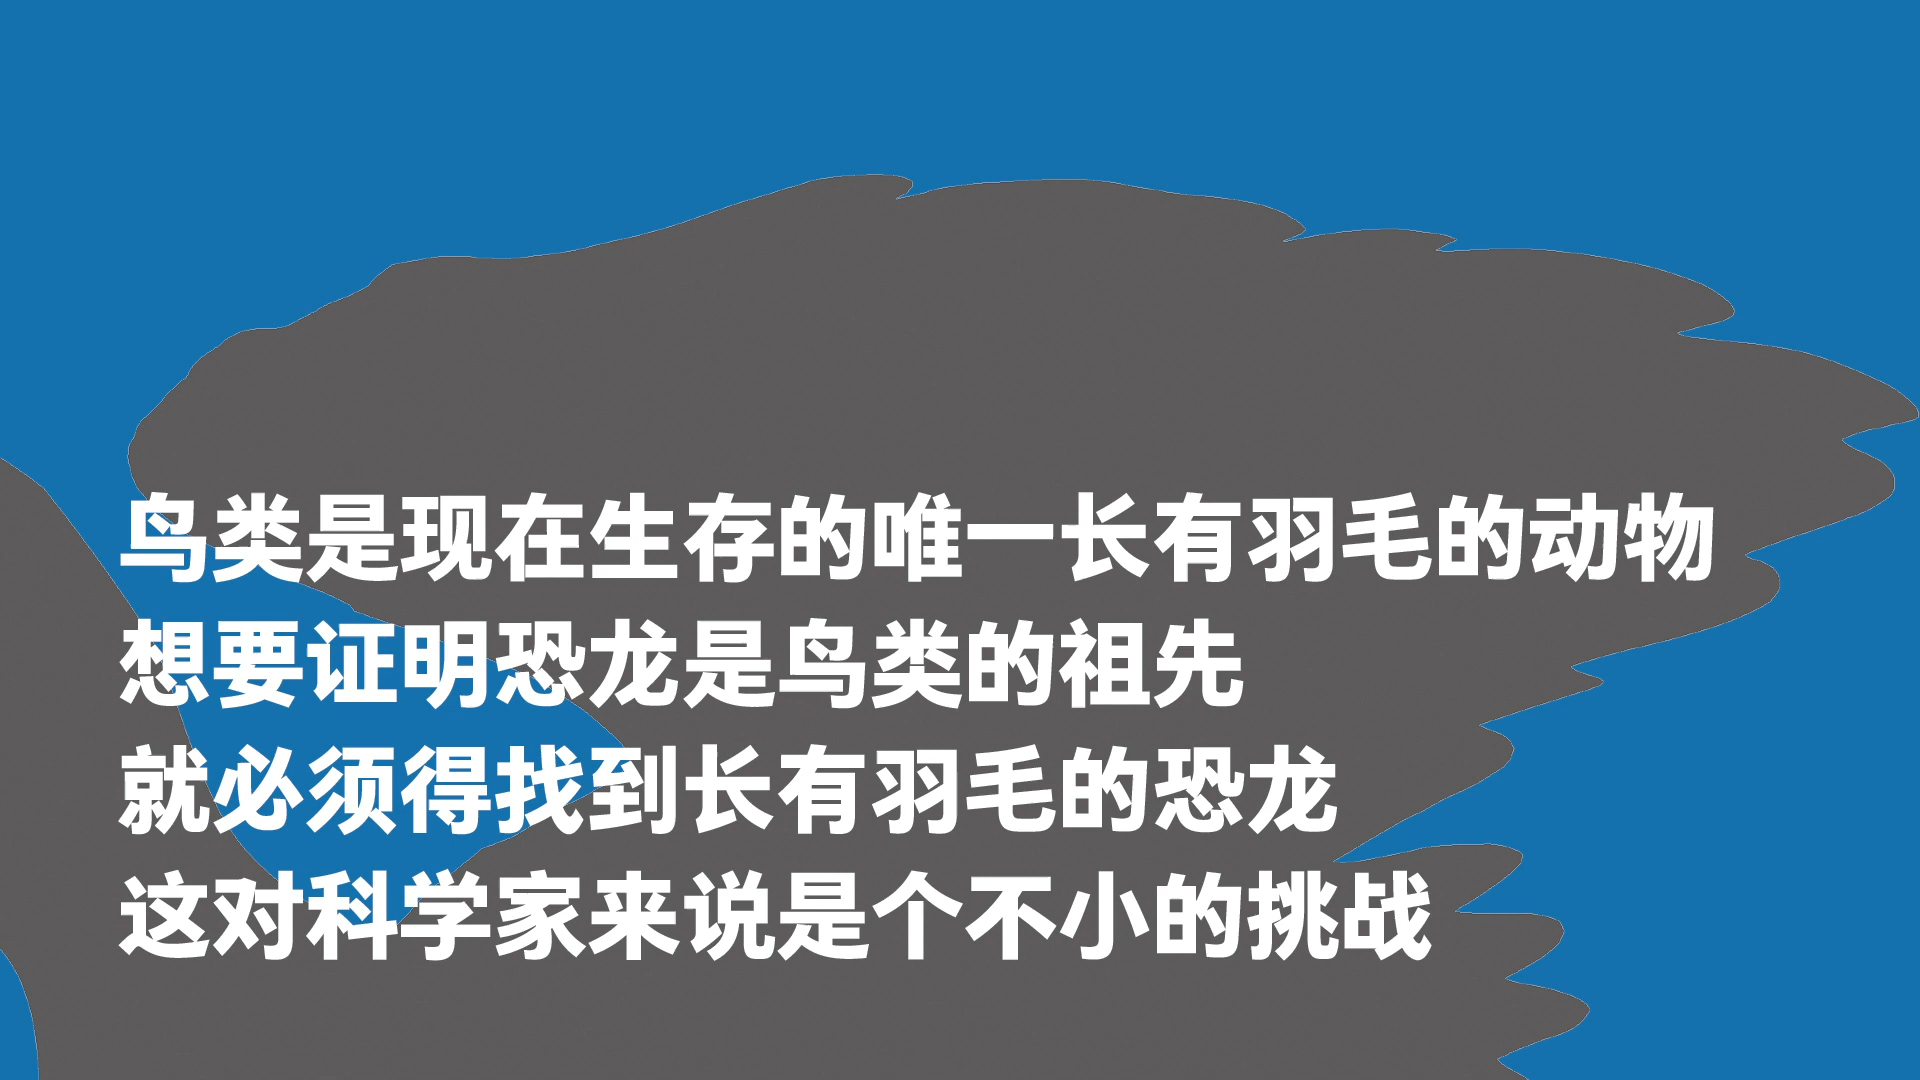 鸟类是现在生存的唯一长有羽毛的动物
想要证明恐龙是鸟类的祖先
就必须得找到长有羽毛的恐龙
这对科学家来说是个不小的挑战